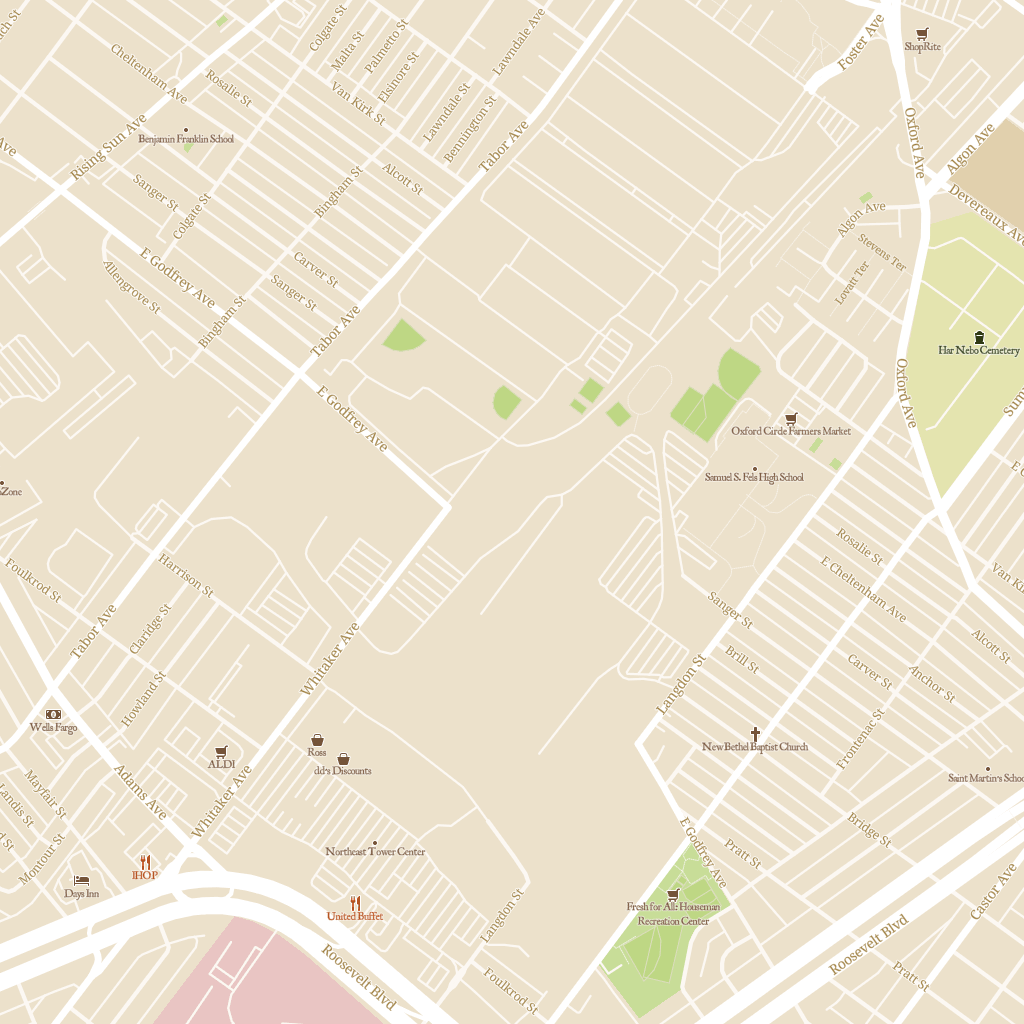 Colgate St
Malta St
Palmetto St
Elsinore St
Lawndale Ave
Foster Ave
ShopRite
Cheltenham Ave
Rosalie St
Van Kirk St
Lawndale St
Bennington St
Tabor Ave
Oxford Ave
Algon Ave
Rising Sun Ave
Benjamin Franklin School
Ave
Alcott St
Bingham St
Sanger St
Colgate St
Devereaux Ave
Algon Ave
Stevens Ter
Lovatt Ter
E Godfrey Ave
Allengrove St
Carver St
Sanger St
Bingham St
Tabor Ave
Har Nebo Cemetery
Oxford Ave
E Godfrey Ave
Oxford Circle Farmers Market
Samuel S. Fels High School
Zone
Rosalie St
E Cheltenham Ave
Foulkrod St
Harrison St
Claridge St
Tabor Ave
Sanger St
Alcott St
Whitaker Ave
Brill St
Carver St
Anchor St
Langdon St
Howland St
Wells Fargo
Frontenac St
New Bethel Baptist Church
Ross
dd's Discounts
ALDI
Adams Ave
Whitaker Ave
Mayfair St
Landis St
Montour St
Northeast Tower Center
E Godfrey Ave
Pratt St
Bridge St
IHOP
Days Inn
United Buffet
Langdon St
Fresh for All: Houseman
Recreation Center
Castor Ave
Roosevelt Blvd
Roosevelt Blvd
Foulkrod St
Pratt St